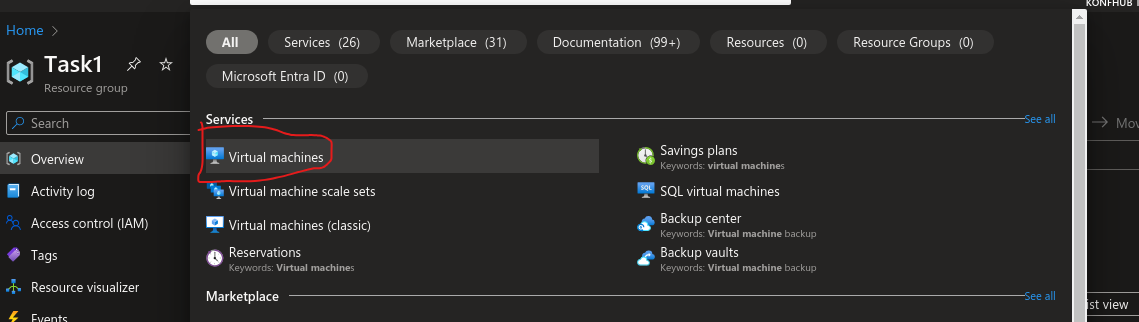 KONFHUB
Home >
All
Services (26)
Marketplace (31)
Documentation (99+)
Resources (0)
Resource Groups (0)
Task1
Resource group
Microsoft Entra ID (0)
Search
Services
See all
Overview
Activity log
Access control (IAM)
Tags
Resource visualizer
Events
Virtual machines
Virtual machine scale sets
Virtual machines (classic)
Reservations
Keywords: Virtual machines
Savings plans
Keywords: virtual machines
SQL virtual machines
SQL
Backup center
Keywords: Virtual machine backup
Backup vaults
Keywords: Virtual machine backup
Marketplace
See all
Mov
ist view